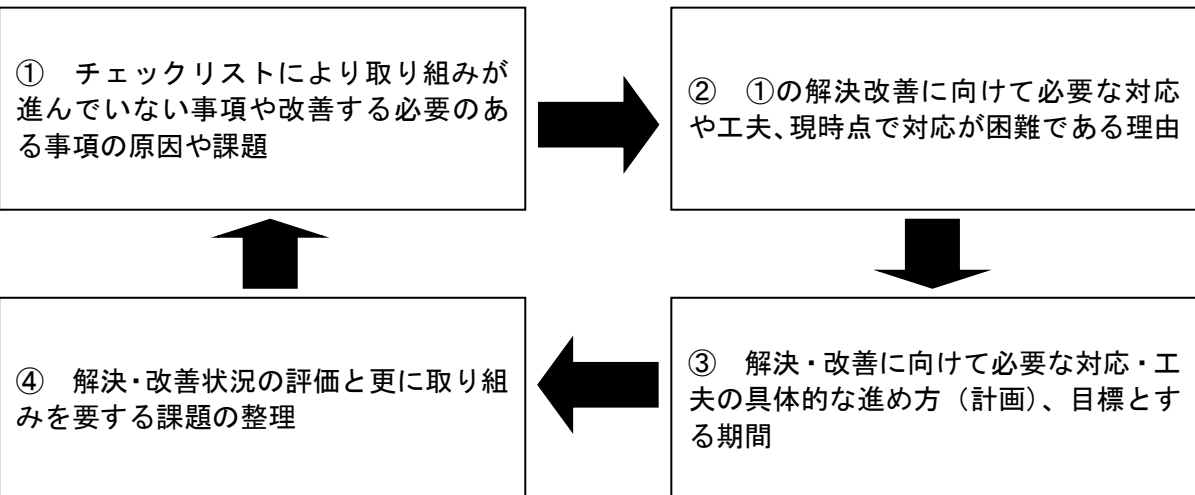 ① チェックリストにより取り組みが
進んでいない事項や改善する必要のあ
る事項の原因や課題
② ①の解決改善に向けて必要な対応
や工夫、現時点で対応が困難である理由
③ 解決・改善に向けて必要な対応・工
夫の具体的な進め方（計画）、目標とす
る期間
④ 解決・改善状況の評価と更に取り組
みを要する課題の整理